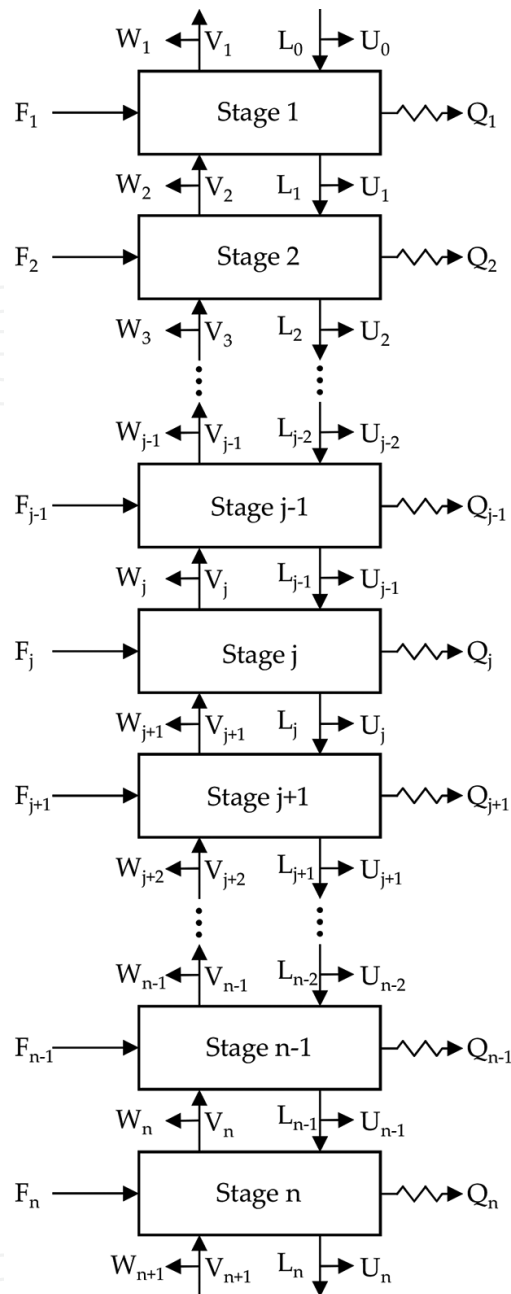 W₁ V₁ L₀ U₀
F₁ Stage 1 Q₁
W₂ V₂ L₁ U₁
F₂ Stage 2 Q₂
W₃ V₃ L₂ U₂
W_{j-1} V_{j-1} L_{j-2} U_{j-2}
F_{j-1} Stage j-1 Q_{j-1}
W_j V_j L_{j-1} U_{j-1}
F_j Stage j Q_j
W_{j+1} V_{j+1} L_j U_j
F_{j+1} Stage j+1 Q_{j+1}
W_{j+2} V_{j+2} L_{j+1} U_{j+1}
W_{n-1} V_{n-1} L_{n-2} U_{n-2}
F_{n-1} Stage n-1 Q_{n-1}
W_n V_n L_{n-1} U_{n-1}
F_n Stage n Q_n
W_{n+1} V_{n+1} L_n U_n